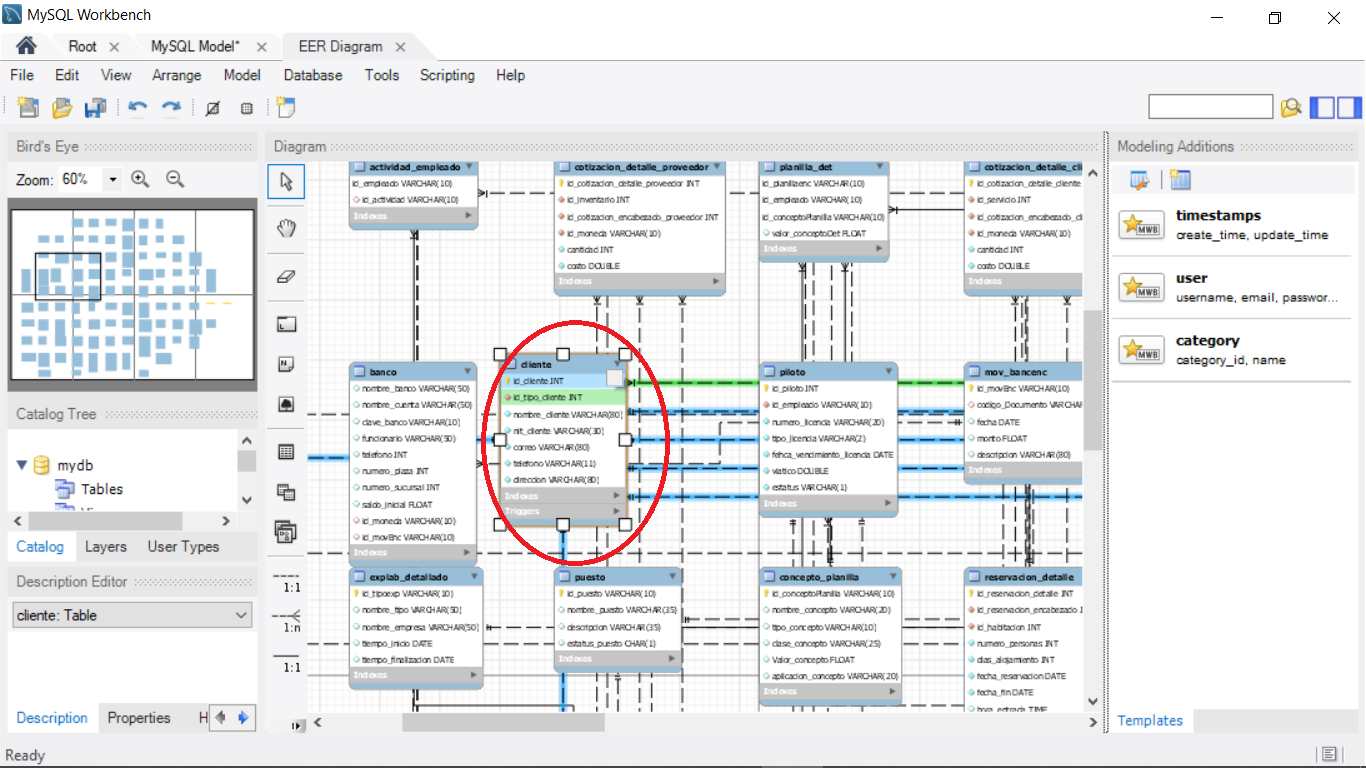 MySQL Workbench
Root
MySQL Model*
EER Diagram
File Edit View Arrange Model Database Tools Scripting Help
Bird's Eye
Zoom: 60%
Catalog Tree
mydb
Tables
Catalog Layers User Types
Description Editor
cliente: Table
Description Properties H
Ready
Diagram
1:1
1:n
1:1
actividad_empleado
id_empleado VARCHAR(10)
id_actividad VARCHAR(10)
Indexes
cotizacion_detalle_proveedor
id_cotizacion_detalle_proveedor INT
id_inventario INT
id_cotizacion_encabezado_proveedor INT
id_moneda VARCHAR(10)
cantidad INT
costo DOUBLE
Indexes
planilla_det
id_planillaenc VARCHAR(10)
id_empleado VARCHAR(10)
id_conceptoPlanilla VARCHAR(10)
valor_conceptoDet FLOAT
Indexes
cotizacion_detalle_cli
id_cotizacion_detalle_cliente
id_servicio INT
id_cotizacion_encabezado_cl
id_moneda VARCHAR(10)
cantidad INT
costo DOUBLE
Indexes
banco
nombre_banco VARCHAR(50)
nombre_cuenta VARCHAR(50)
clave_banco VARCHAR(10)
funcionario VARCHAR(50)
telefono INT
numero_plaza INT
numero_sucursal INT
saldo_inicial FLOAT
id_moneda VARCHAR(10)
id_movEnc VARCHAR(10)
Indexes
cliente
id_cliente INT
id_tipo_cliente INT
nombre_cliente VARCHAR(80)
nit_cliente VARCHAR(30)
correo VARCHAR(80)
telefono VARCHAR(11)
direccion VARCHAR(80)
Indexes
Triggers
piloto
id_piloto INT
id_empleado VARCHAR(10)
numero_licencia VARCHAR(20)
tipo_licencia VARCHAR(2)
fehca_vencimiento_licencia DATE
viatico DOUBLE
estatus VARCHAR(1)
Indexes
mov_bancenc
id_movEnc VARCHAR(10)
codigo_Documento VARCHAR
fecha DATE
monto FLOAT
descripcion VARCHAR(80)
Indexes
explab_detallado
id_tipoexp VARCHAR(10)
nombre_tipo VARCHAR(50)
nombre_empresa VARCHAR(50)
tiempo_inicio DATE
tiempo_finalizacion DATE
Indexes
puesto
id_puesto VARCHAR(10)
nombre_puesto VARCHAR(35)
descripcion VARCHAR(35)
estatus_puesto CHAR(1)
Indexes
concepto_planilla
id_conceptoPlanilla VARCHAR(10)
nombre_concepto VARCHAR(20)
tipo_concepto VARCHAR(10)
clase_concepto VARCHAR(25)
Valor_concepto FLOAT
aplicacion_concepto VARCHAR(20)
Indexes
reservacion_detalle
id_reservacion_detalle INT
id_reservacion_encabezado I
id_habitacion INT
numero_personas INT
dias_alojamiento INT
fecha_reservacion DATE
fecha_fin DATE
hora_entrada TIME
Modeling Additions
MWB
timestamps
create_time, update_time
MWB
user
username, email, passwor...
MWB
category
category_id, name
Templates